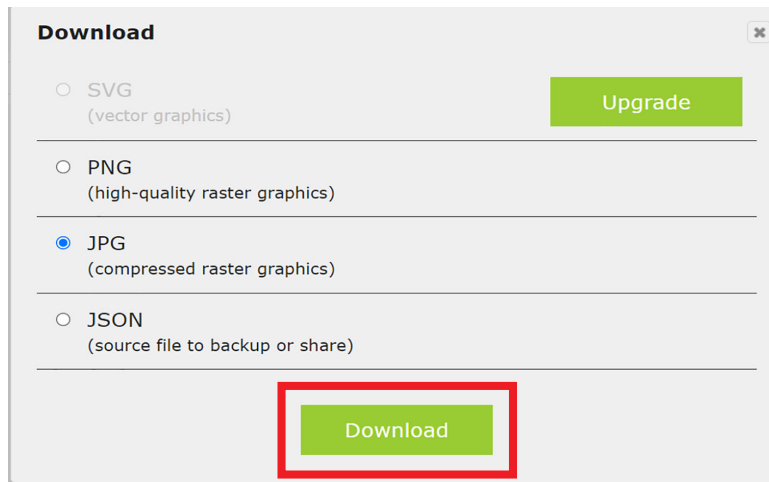 Download
SVG
(vector graphics)
Upgrade
PNG
(high-quality raster graphics)
JPG
(compressed raster graphics)
JSON
(source file to backup or share)
Download